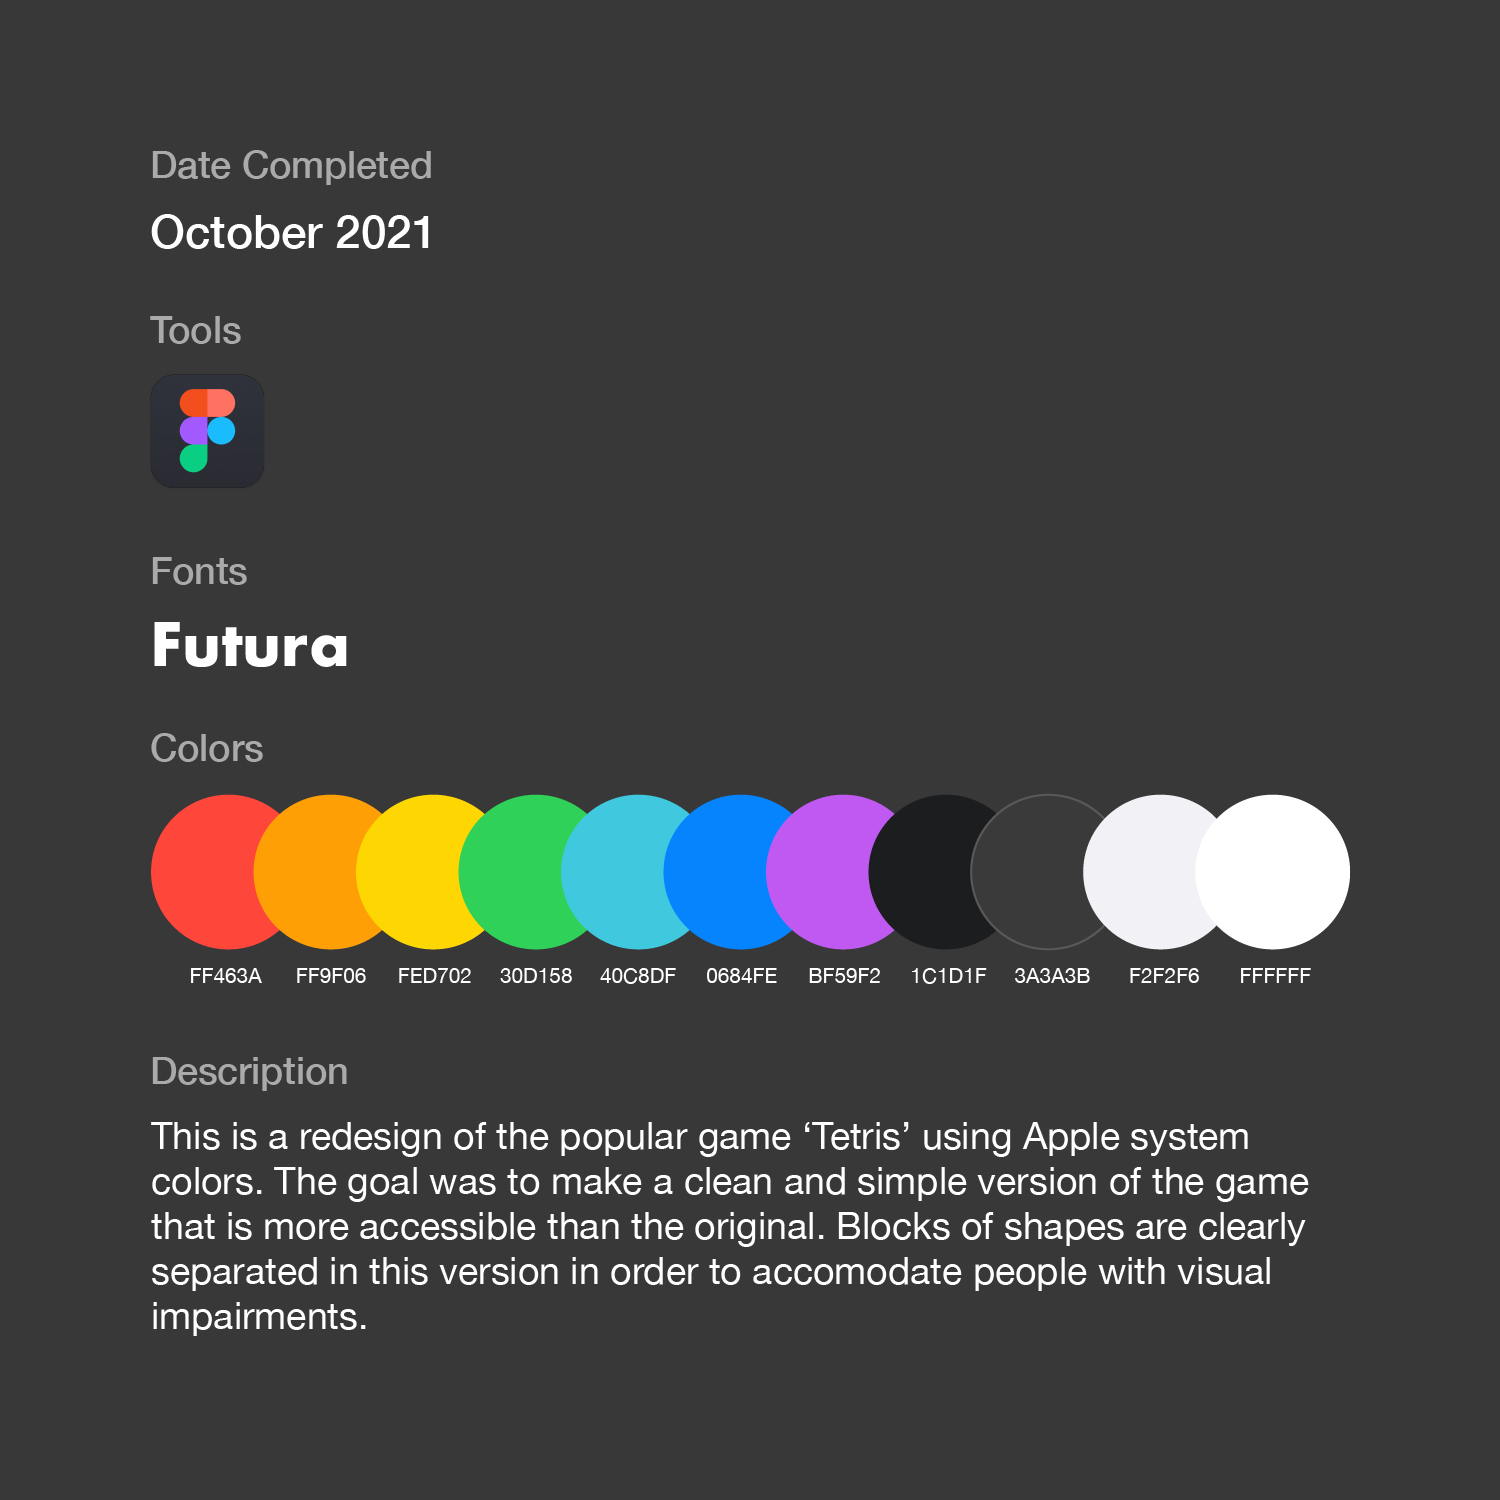 Date Completed
October 2021
Tools
Fonts
Futura
Colors
FF463A FF9F06 FED702 30D158 40C8DF 0684FE BF59F2 1C1D1F 3A3A3B F2F2F6 FFFFFF
Description
This is a redesign of the popular game ‘Tetris’ using Apple system
colors. The goal was to make a clean and simple version of the game
that is more accessible than the original. Blocks of shapes are clearly
separated in this version in order to accomodate people with visual
impairments.